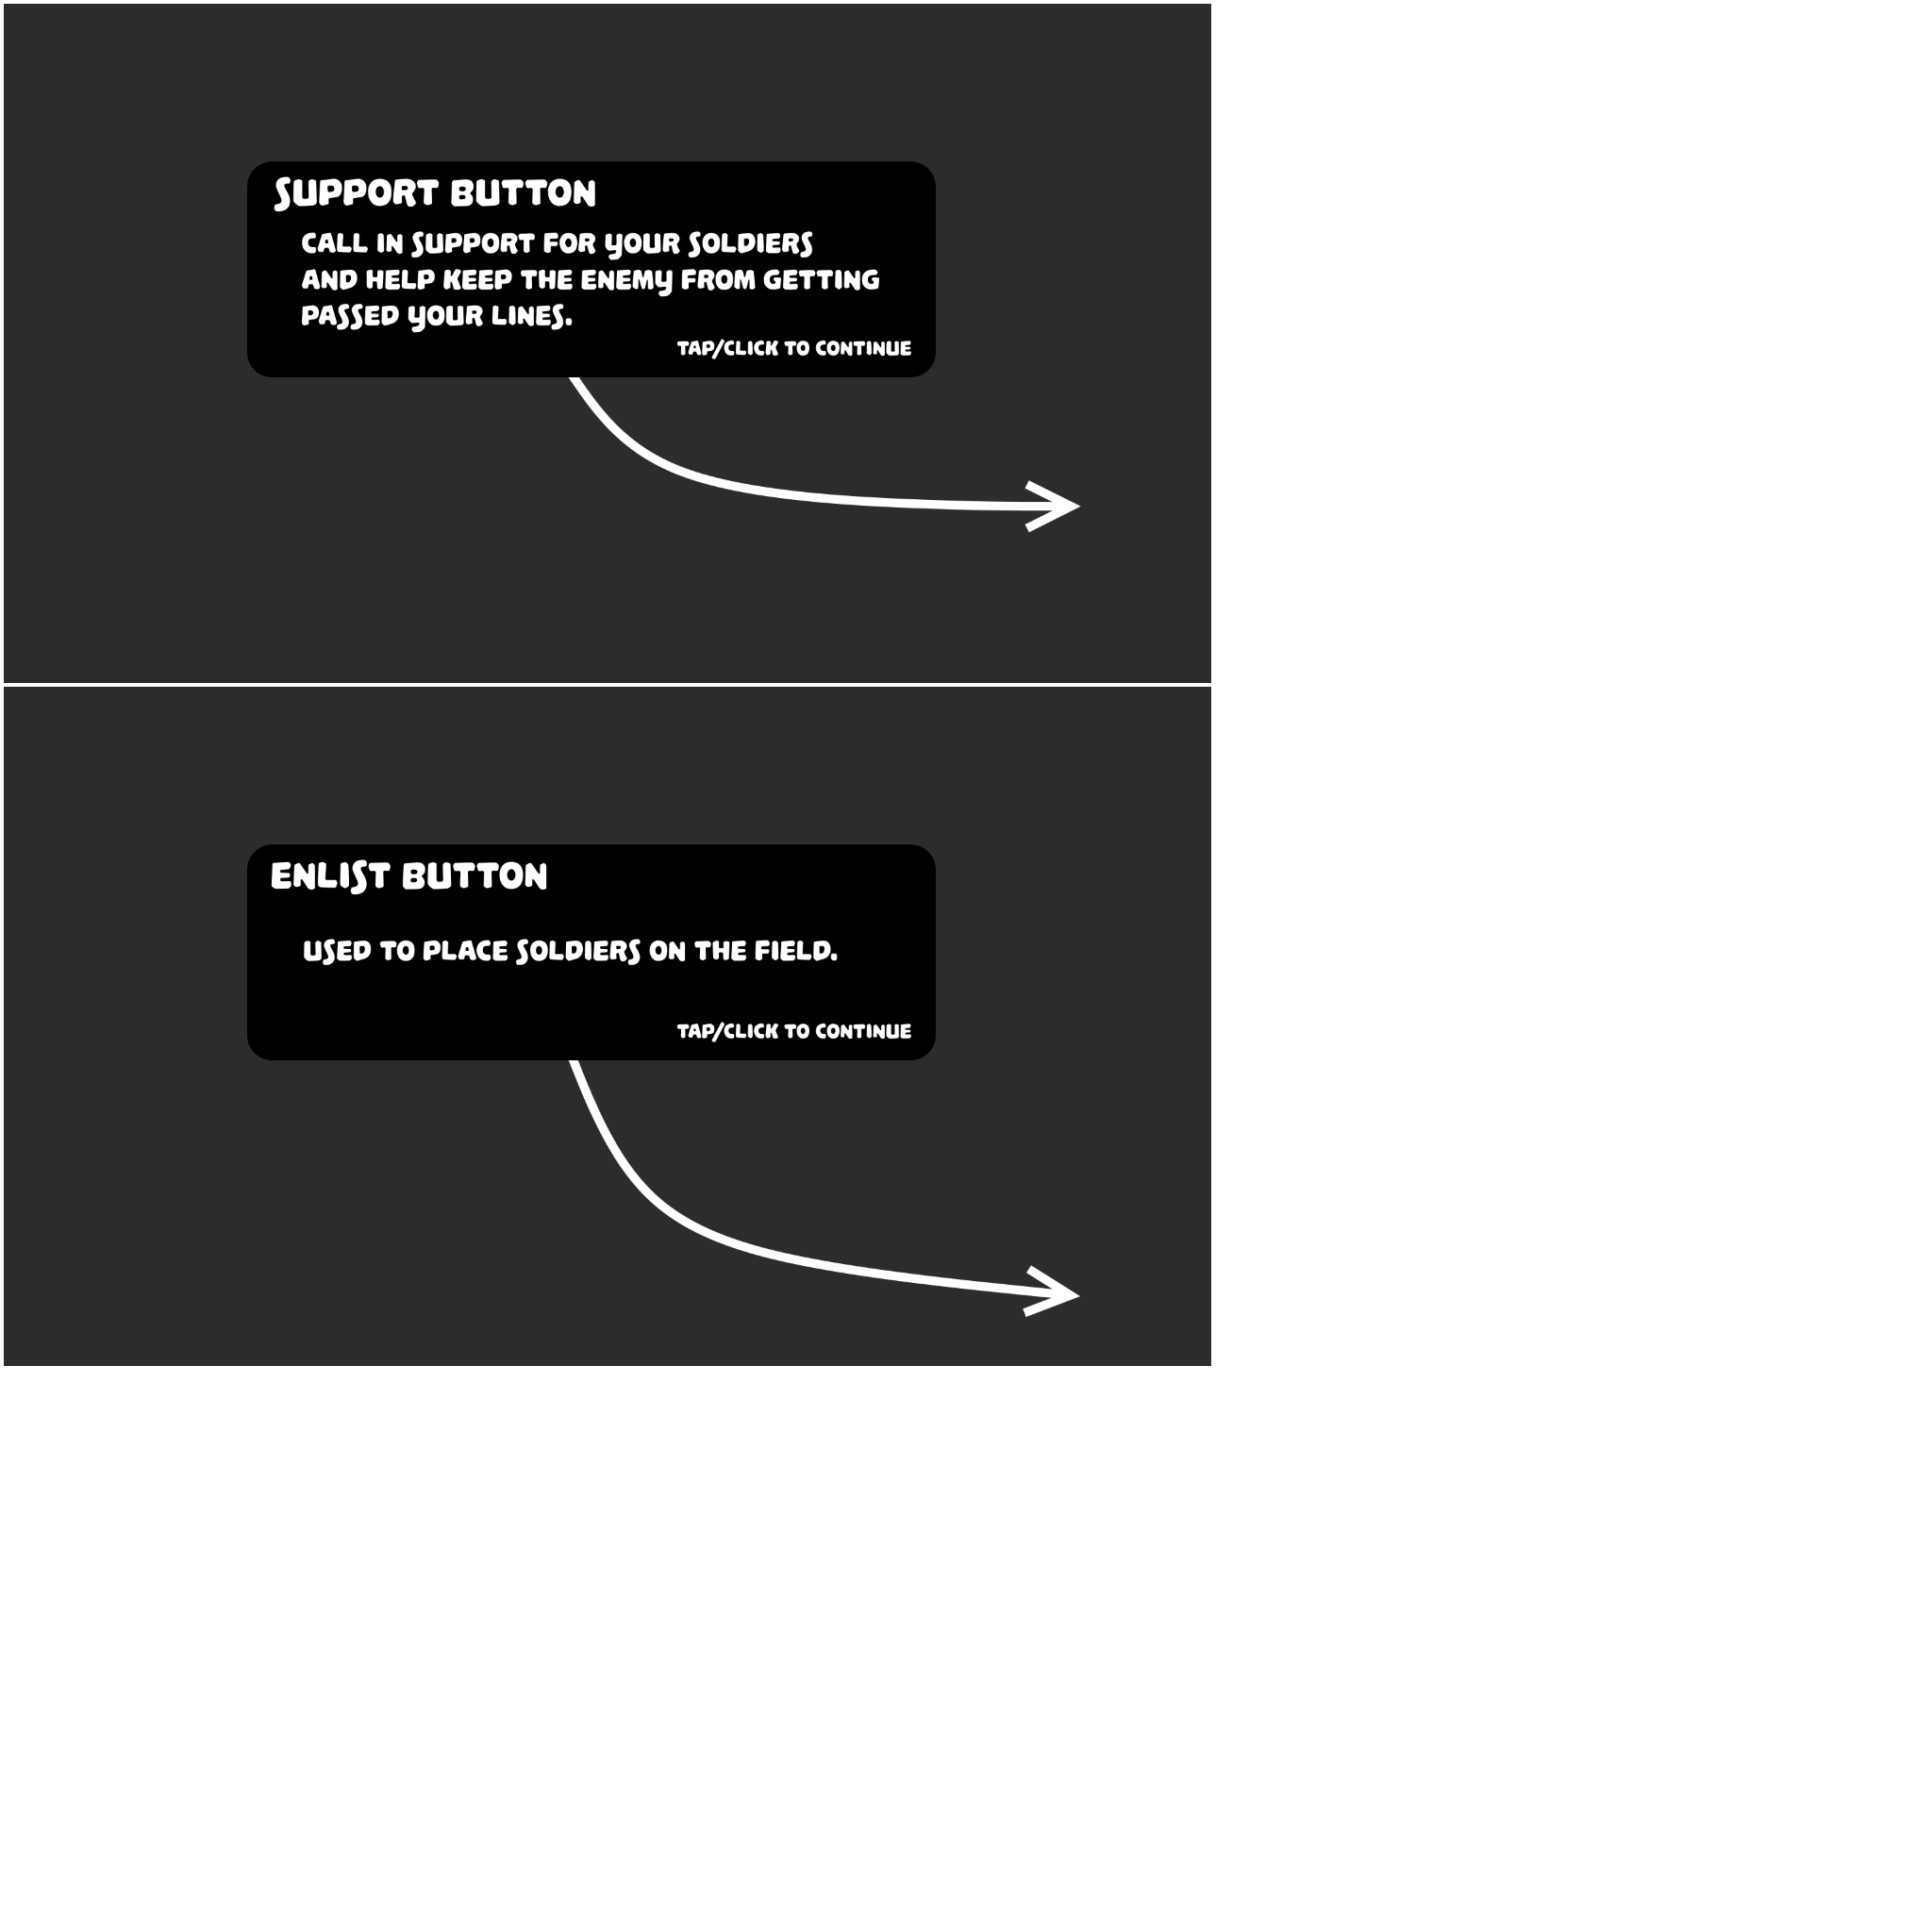 Support button
Call in support for your soldiers
and help keep the enemy from getting
passed your lines.
Tap/Click to continue
Enlist button
Used to place soldiers on the field.
Tap/Click to continue